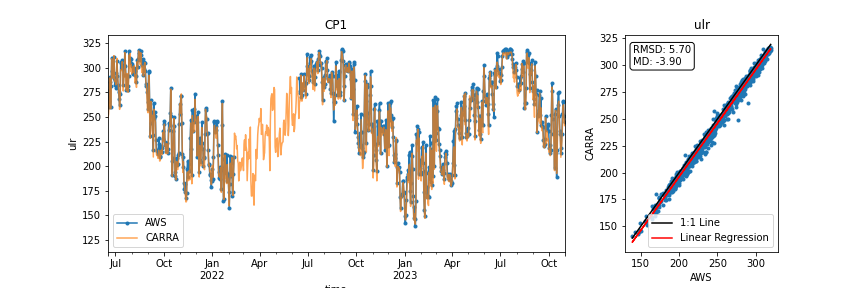 CP1
ulr
325
300
275
250
225
200
175
150
125
ulr
AWS
CARRA
Jul
Oct
Jan
2022
Apr
Jul
Oct
Jan
2023
Apr
Jul
Oct
time
ulr
RMSD: 5.70
MD: -3.90
325
300
275
250
225
200
175
150
CARRA
1:1 Line
Linear Regression
150
200
250
300
AWS